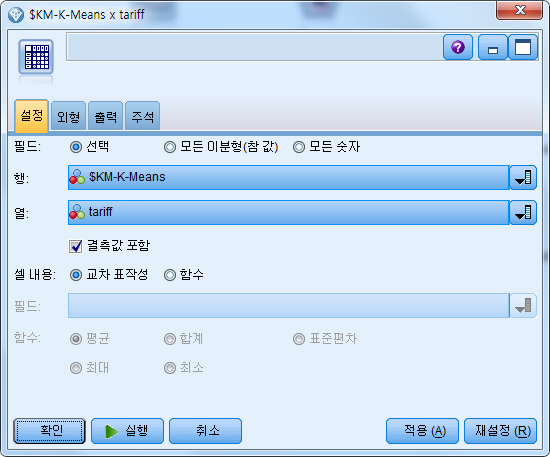 $KM-K-Means x tariff
설정 외형 출력 주석
필드: 선택 모든 이분형(참 값) 모든 숫자
행: $KM-K-Means
열: tariff
결측값 포함
셀 내용: 교차 표작성 함수
필드:
함수: 평균 합계 표준편차
최대 최소
확인 실행 취소 적용 (A) 재설정 (R)